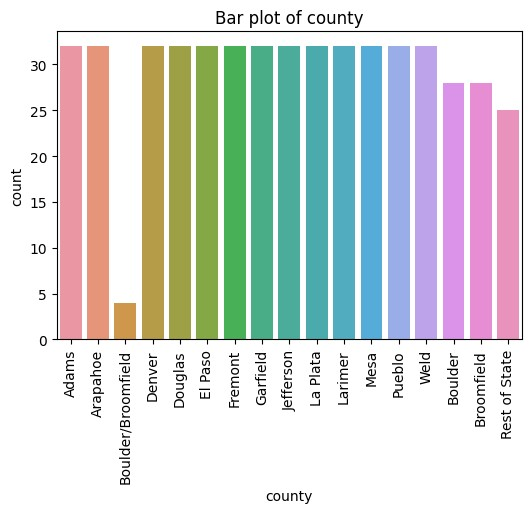 Bar plot of county
count
30
25
20
15
10
5
0
Adams
Arapahoe
Boulder/Broomfield
Denver
Douglas
El Paso
Fremont
Garfield
Jefferson
La Plata
Larimer
Mesa
Pueblo
Weld
Boulder
Broomfield
Rest of State
county